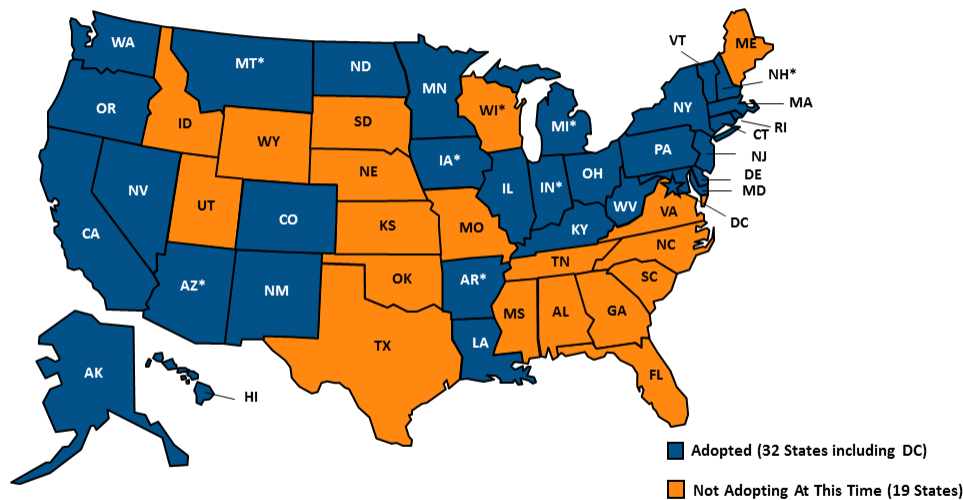 ME
VT
WA
NH*
MT*
ND
MN
MA
OR
NY
WI*
ID
SD
MI*
RI
CT
WY
PA
NJ
IA*
NE
OH
DE
NV
IL
IN*
MD
UT
WV
VA
CO
DC
KS
MO
KY
CA
NC
TN
SC
OK
AR*
AZ*
NM
MS
AL
GA
LA
TX
AK
FL
HI
Adopted (32 States including DC)
Not Adopting At This Time (19 States)